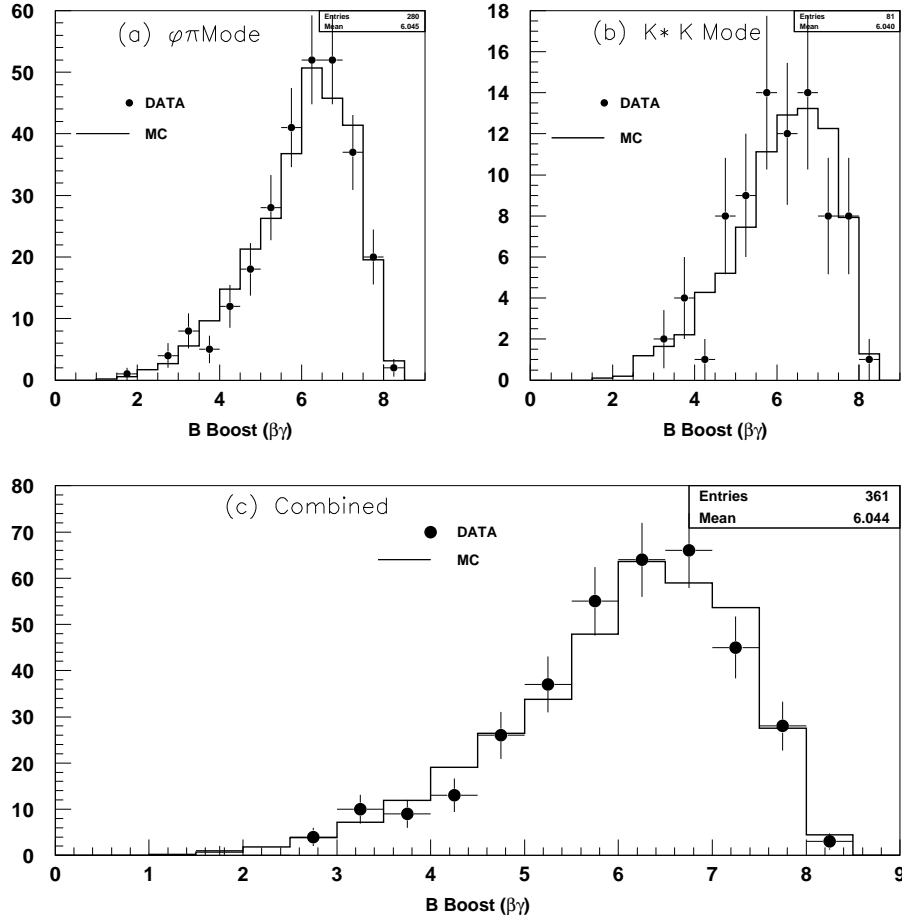 (a) φπMode
Entries 280
Mean 6.045
60
50
40
30
20
10
0
DATA
MC
2 4 6 8
B Boost (βγ)
(b) K* K Mode
Entries 81
Mean 6.040
18
16
14
12
10
8
6
4
2
0
DATA
MC
0 2 4 6 8
B Boost (βγ)
(c) Combined
Entries 361
Mean 6.044
80
70
60
50
40
30
20
10
0
DATA
MC
0 1 2 3 4 5 6 7 8 9
B Boost (βγ)